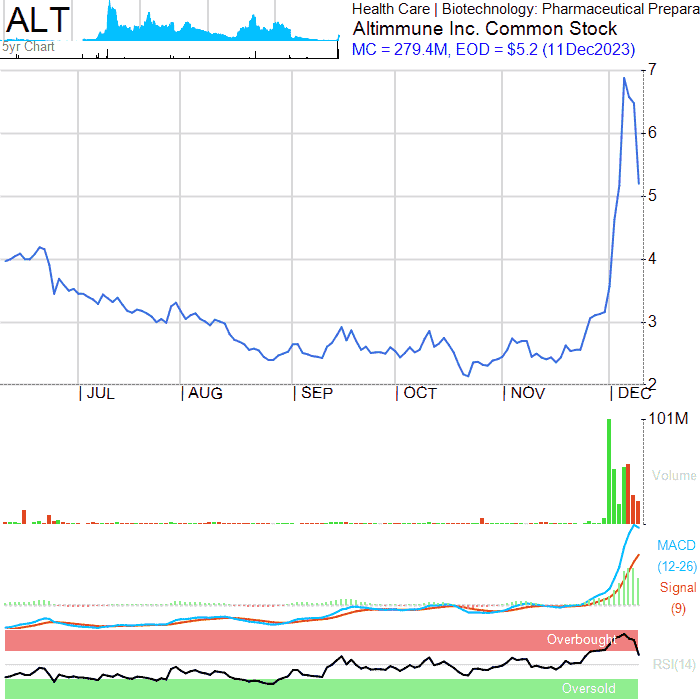 ALT
5yr Chart
Health Care | Biotechnology: Pharmaceutical Prepara
Altimmune Inc. Common Stock
MC = 279.4M, EOD = $5.2 (11Dec2023)
7
6
5
4
3
2
JUL AUG SEP OCT NOV DEC
101M
Volume
MACD
(12-26)
Signal
(9)
Overbought
RSI(14)
Oversold